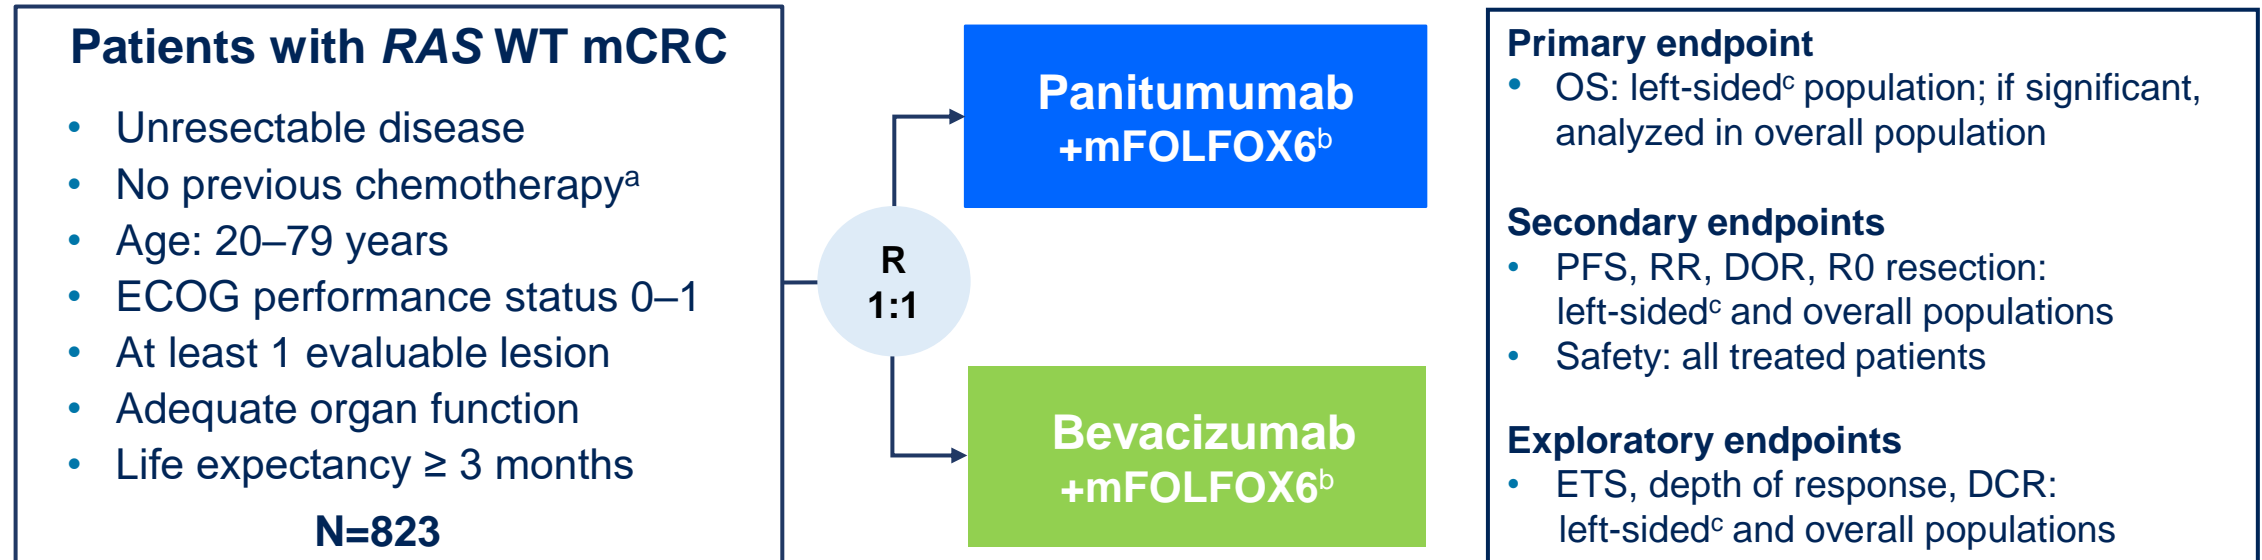 Patients with RAS WT mCRC
• Unresectable disease
• No previous chemotherapyᵃ
• Age: 20–79 years
• ECOG performance status 0–1
• At least 1 evaluable lesion
• Adequate organ function
• Life expectancy ≥ 3 months
N=823
R
1:1
Panitumumab
+mFOLFOX6ᵇ
Bevacizumab
+mFOLFOX6ᵇ
Primary endpoint
• OS: left-sidedᶜ population; if significant,
analyzed in overall population
Secondary endpoints
• PFS, RR, DOR, R0 resection:
left-sidedᶜ and overall populations
• Safety: all treated patients
Exploratory endpoints
• ETS, depth of response, DCR:
left-sidedᶜ and overall populations